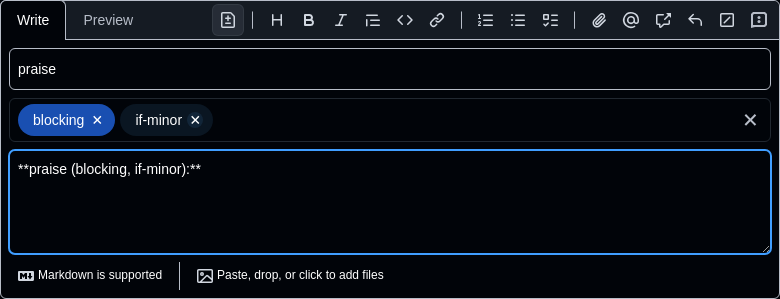 Write Preview
praise
blocking if-minor
**praise (blocking, if-minor):**
Markdown is supported Paste, drop, or click to add files